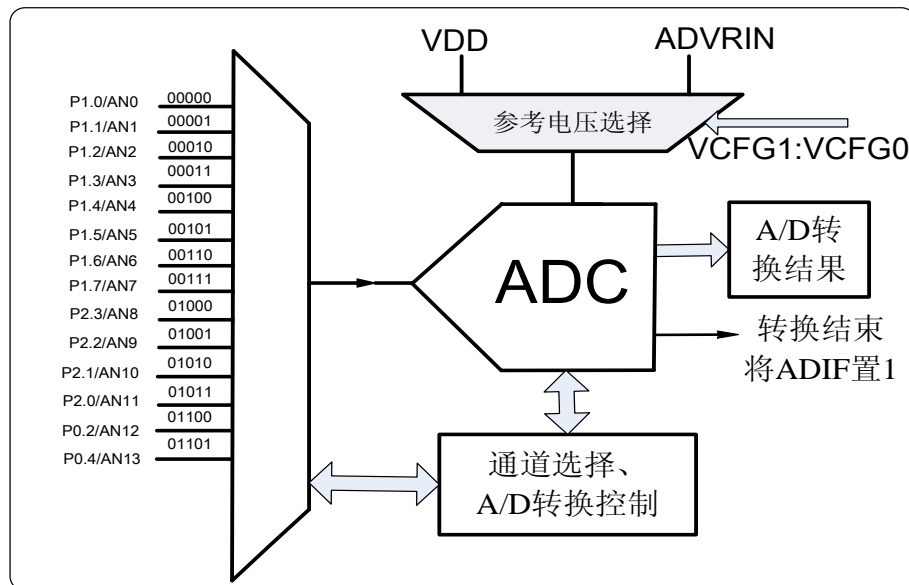 VDD
ADVRIN
参考电压选择
VCFG1:VCFG0
P1.0/AN0 00000
P1.1/AN1 00001
P1.2/AN2 00010
P1.3/AN3 00011
P1.4/AN4 00100
P1.5/AN5 00101
P1.6/AN6 00110
P1.7/AN7 00111
P2.3/AN8 01000
P2.2/AN9 01001
P2.1/AN10 01010
P2.0/AN11 01011
P0.2/AN12 01100
P0.4/AN13 01101
ADC
A/D转
换结果
转换结束
将ADIF置1
通道选择、
A/D转换控制